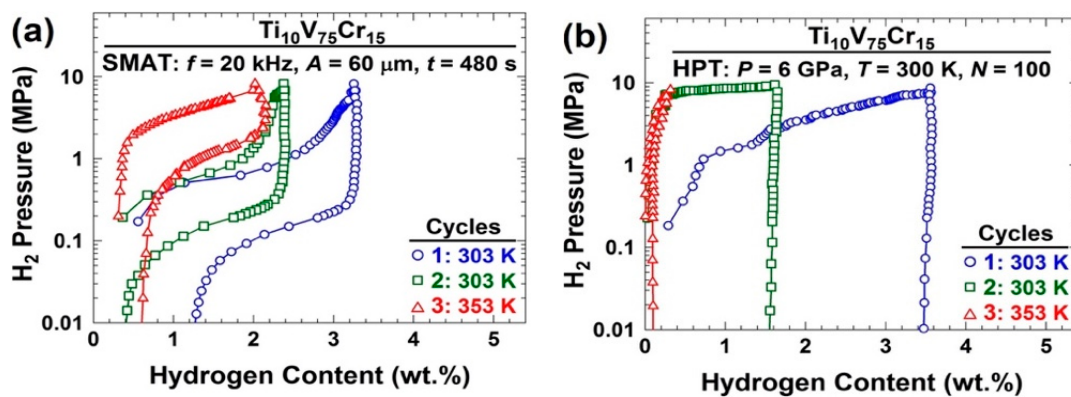 (a)
Ti10V75Cr15
SMAT: f = 20 kHz, A = 60 μm, t = 480 s
H2 Pressure (MPa)
100
10
1
0.1
0.01
Cycles
1: 303 K
2: 303 K
3: 353 K
0 1 2 3 4 5
Hydrogen Content (wt.%)
(b)
Ti10V75Cr15
HPT: P = 6 GPa, T = 300 K, N = 100
H2 Pressure (MPa)
100
10
1
0.1
0.01
Cycles
1: 303 K
2: 303 K
3: 353 K
0 1 2 3 4 5
Hydrogen Content (wt.%)